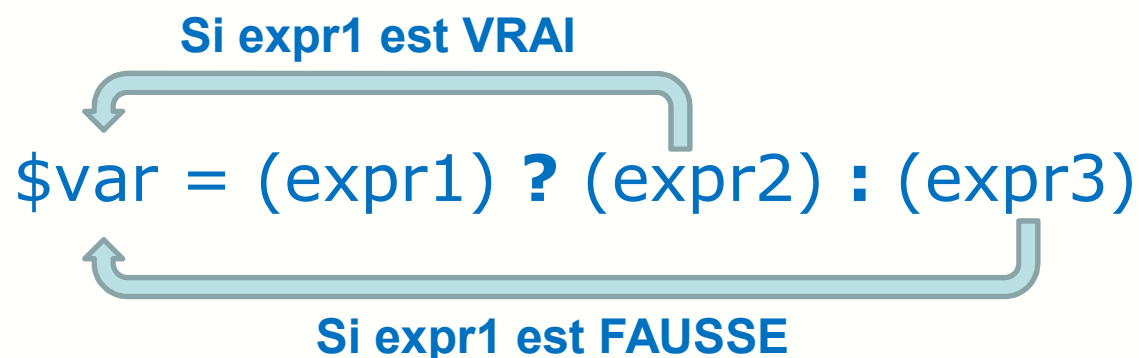 Si expr1 est VRAI
$var = (expr1) ? (expr2) : (expr3)
Si expr1 est FAUSSE